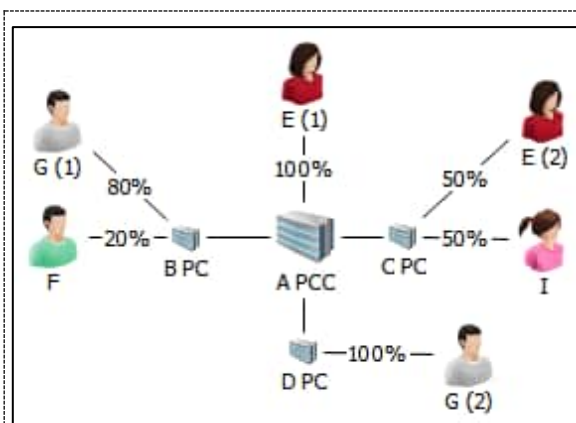 E (1)
G (1)
E (2)
100%
80%
50%
20%
50%
F
B PC
A PCC
C PC
I
100%
D PC
G (2)